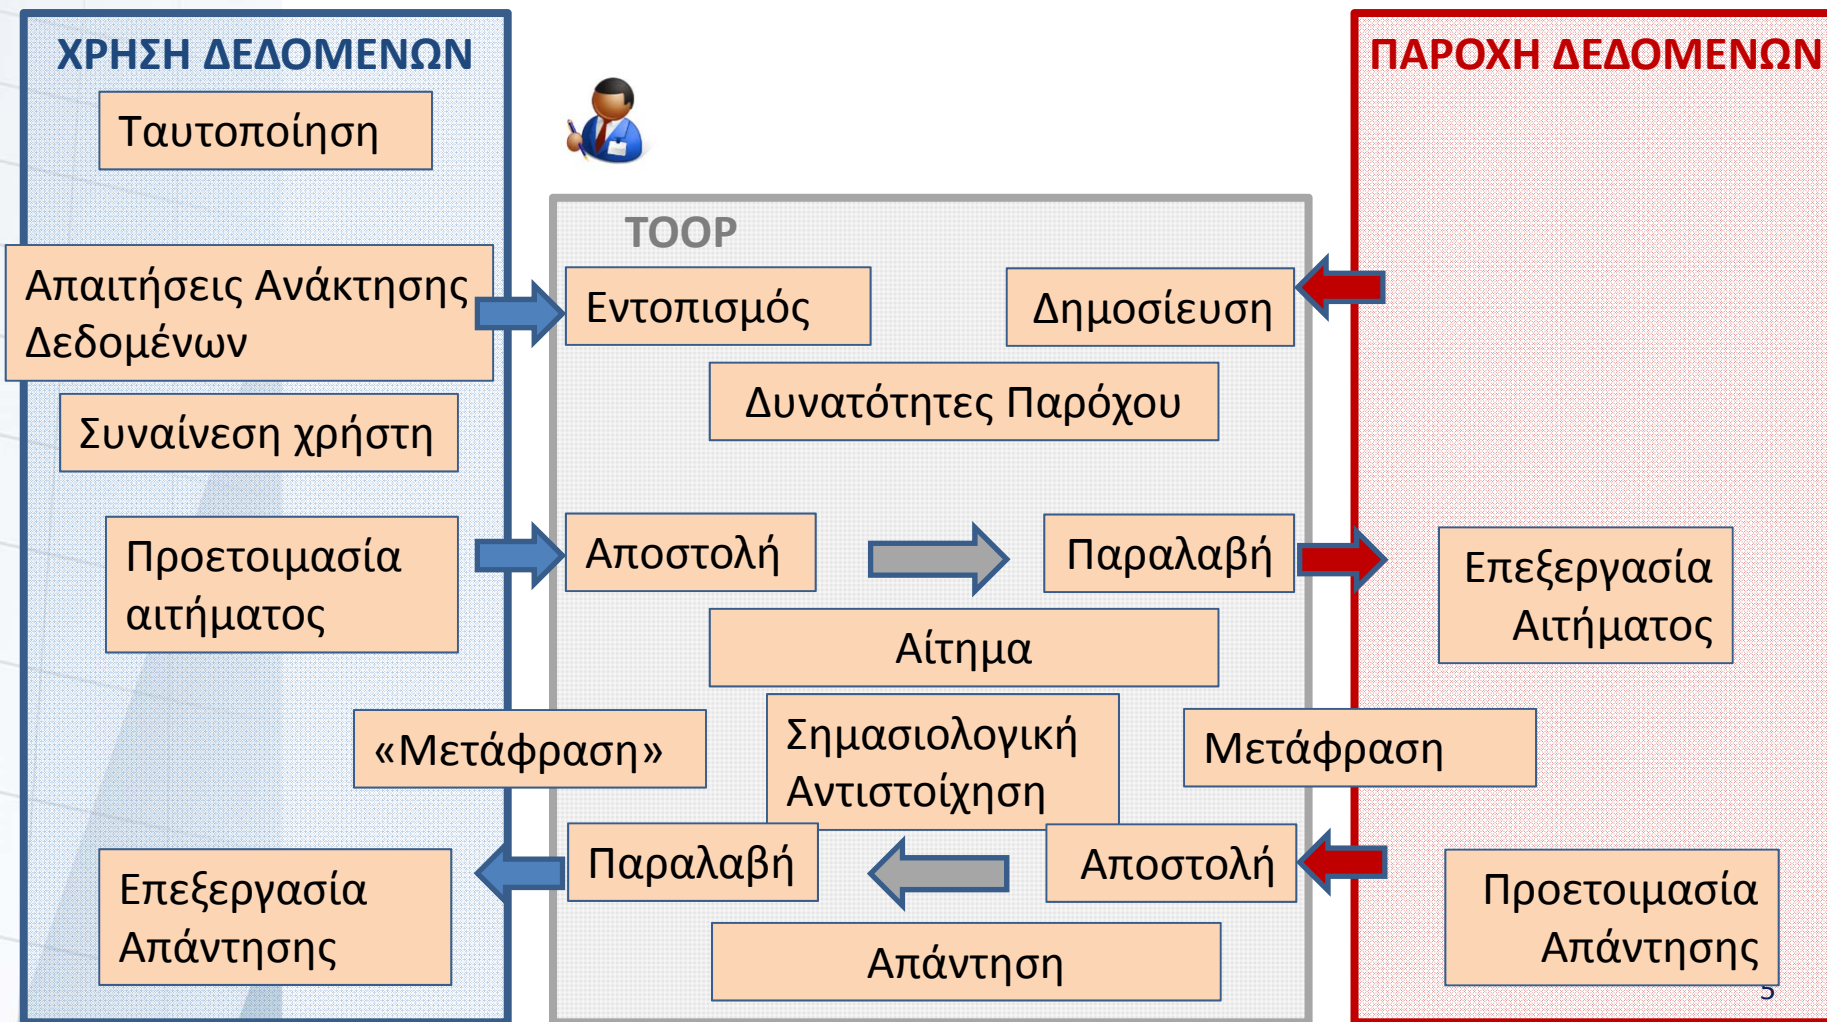 ΧΡΗΣΗ ΔΕΔΟΜΕΝΩΝ
ΠΑΡΟΧΗ ΔΕΔΟΜΕΝΩΝ
Ταυτοποίηση
TOOP
Απαιτήσεις Ανάκτησης
Δεδομένων
Εντοπισμός
Δημοσίευση
Δυνατότητες Παρόχου
Συναίνεση χρήστη
Προετοιμασία
αιτήματος
Αποστολή
Παραλαβή
Επεξεργασία
Αιτήματος
Αίτημα
«Μετάφραση»
Σημασιολογική
Αντιστοίχηση
Μετάφραση
Επεξεργασία
Απάντησης
Παραλαβή
Αποστολή
Προετοιμασία
Απάντησης
Απάντηση
5